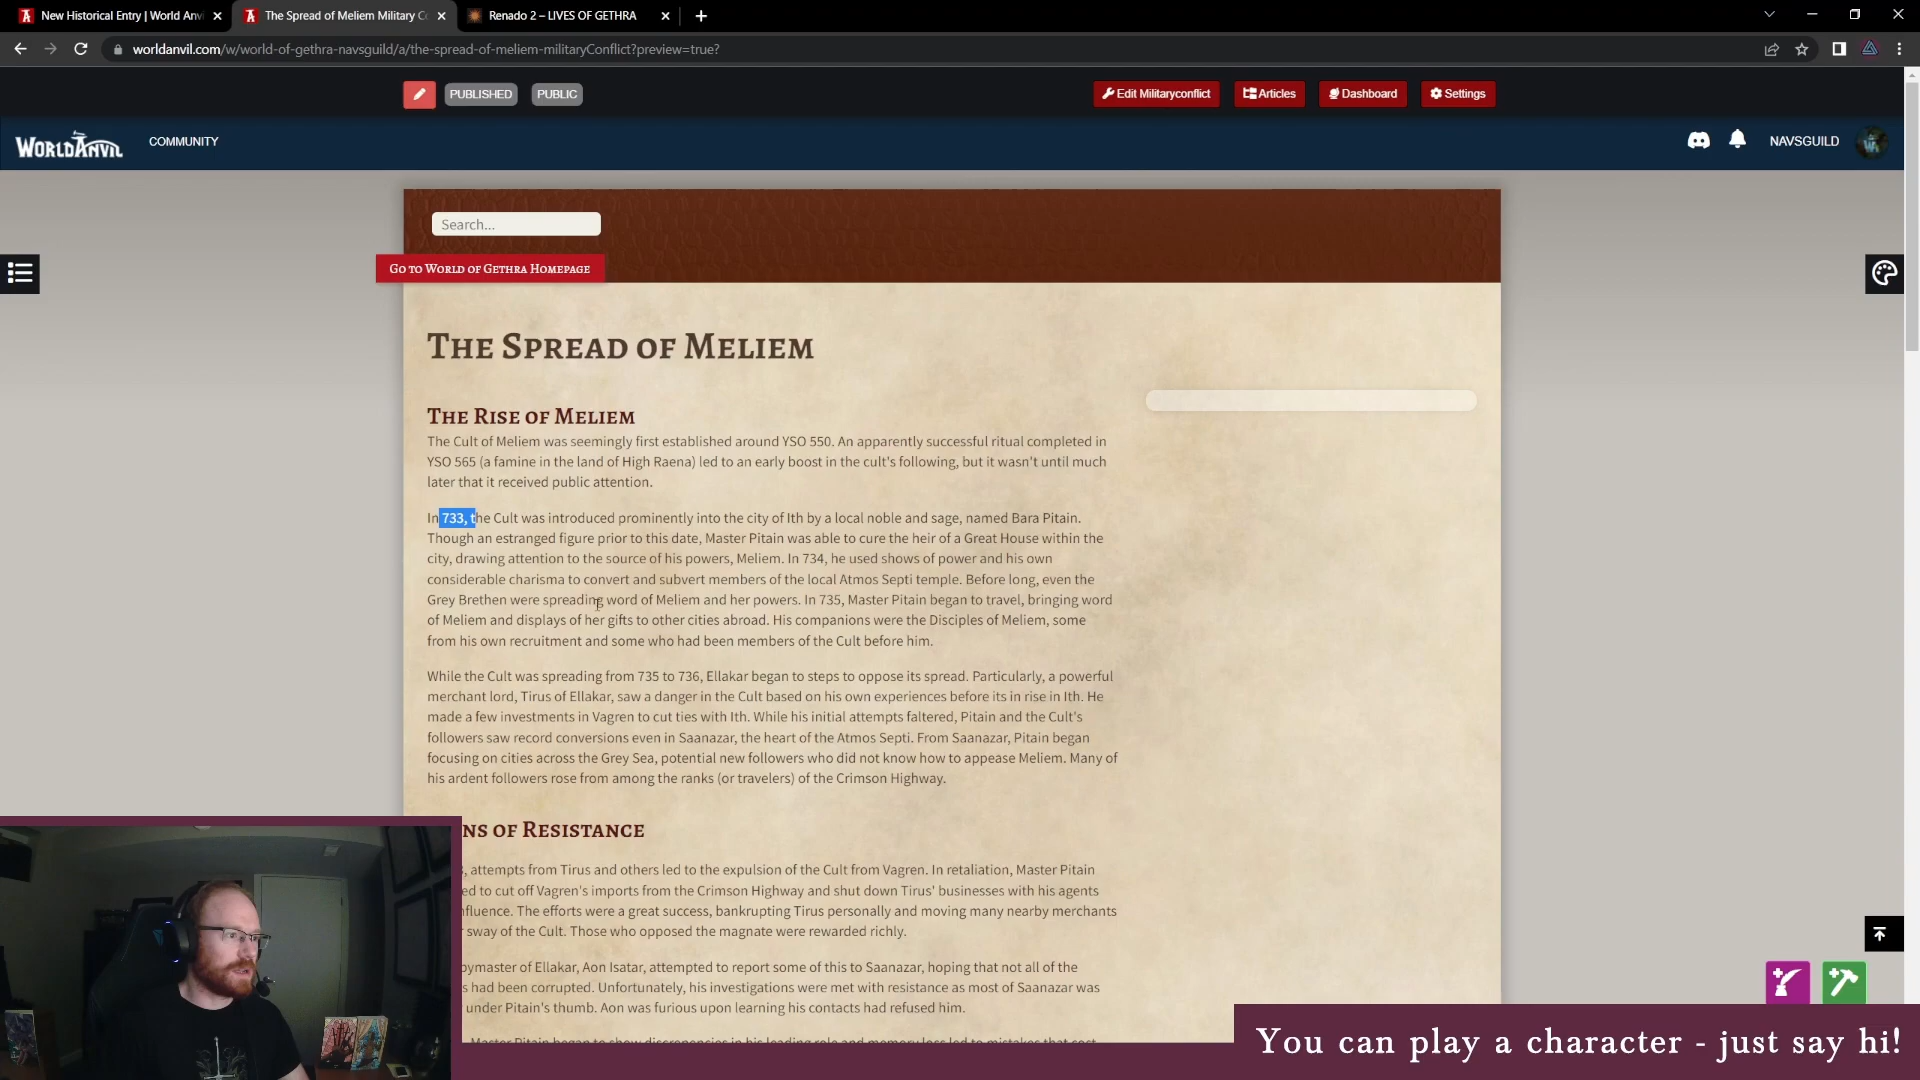 New Historical Entry | World Anvi
The Spread of Meliem Military Co
Renado 2 – LIVES OF GETHRA
worldanvil.com/w/world-of-gethra-navsguild/a/the-spread-of-meliem-militaryConflict?preview=true?
PUBLISHED
PUBLIC
Edit Militaryconflict
Articles
Dashboard
Settings
WORLDANVIL
COMMUNITY
NAVSGUILD
Search...
GO TO WORLD OF GETHRA HOMEPAGE
THE SPREAD OF MELIEM
THE RISE OF MELIEM
The Cult of Meliem was seemingly first established around YSO 550. An apparently successful ritual completed in
YSO 565 (a famine in the land of High Raena) led to an early boost in the cult's following, but it wasn't until much
later that it received public attention.
In 733, the Cult was introduced prominently into the city of Ith by a local noble and sage, named Bara Pitain.
Though an estranged figure prior to this date, Master Pitain was able to cure the heir of a Great House within the
city, drawing attention to the source of his powers, Meliem. In 734, he used shows of power and his own
considerable charisma to convert and subvert members of the local Atmos Septi temple. Before long, even the
Grey Brethen were spreading word of Meliem and her powers. In 735, Master Pitain began to travel, bringing word
of Meliem and displays of her gifts to other cities abroad. His companions were the Disciples of Meliem, some
from his own recruitment and some who had been members of the Cult before him.
While the Cult was spreading from 735 to 736, Ellakar began to steps to oppose its spread. Particularly, a powerful
merchant lord, Tirus of Ellakar, saw a danger in the Cult based on his own experiences before its in rise in Ith. He
made a few investments in Vagren to cut ties with Ith. While his initial attempts faltered, Pitain and the Cult's
followers saw record conversions even in Saanazar, the heart of the Atmos Septi. From Saanazar, Pitain began
focusing on cities across the Grey Sea, potential new followers who did not know how to appease Meliem. Many of
his ardent followers rose from among the ranks (or travelers) of the Crimson Highway.
NS OF RESISTANCE
, attempts from Tirus and others led to the expulsion of the Cult from Vagren. In retaliation, Master Pitain
ed to cut off Vagren's imports from the Crimson Highway and shut down Tirus' businesses with his agents
nfluence. The efforts were a great success, bankrupting Tirus personally and moving many nearby merchants
sway of the Cult. Those who opposed the magnate were rewarded richly.
ymaster of Ellakar, Aon Isatar, attempted to report some of this to Saanazar, hoping that not all of the
s had been corrupted. Unfortunately, his investigations were met with resistance as most of Saanazar was
under Pitain's thumb. Aon was furious upon learning his contacts had refused him.
Master Pitain began to show discrepancies in his leading role and memory loss led to mistakes that cost
You can play a character - just say hi!